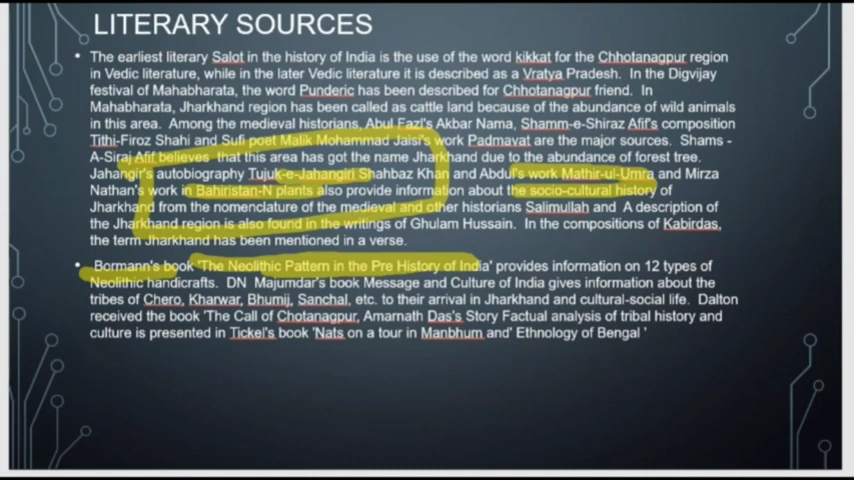 LITERARY SOURCES
• The earliest literary Salot in the history of India is the use of the word kikkat for the Chhotanagpur region
in Vedic literature, while in the later Vedic literature it is described as a Vratya Pradesh. In the Digvijay
festival of Mahabharata, the word Punderic has been described for Chhotanagpur friend. In
Mahabharata, Jharkhand region has been called as cattle land because of the abundance of wild animals
in this area. Among the medieval historians, Abul Fazl's Akbar Nama, Shamm-e-Shiraz Afif's composition
Tithi-Firoz Shahi and Sufi poet Malik Mohammad Jaisi's work Padmavat are the major sources. Shams -
A-Siraj Afif believes that this area has got the name Jharkhand due to the abundance of forest tree.
Jahangir's autobiography Tujuk-e-Jahangiri Shahbaz Khan and Abdul's work Mathir-ul-Umra and Mirza
Nathan's work in Bahiristan-N plants also provide information about the socio-cultural history of
Jharkhand from the nomenclature of the medieval and other historians Salimullah and A description of
the Jharkhand region is also found in the writings of Ghulam Hussain. In the compositions of Kabirdas,
the term Jharkhand has been mentioned in a verse.
• Bormann's book 'The Neolithic Pattern in the Pre History of India' provides information on 12 types of
Neolithic handicrafts. DN Majumdar's book Message and Culture of India gives information about the
tribes of Chero, Kharwar, Bhumij, Sanchal, etc. to their arrival in Jharkhand and cultural-social life. Dalton
received the book 'The Call of Chotanagpur, Amarnath Das's Story Factual analysis of tribal history and
culture is presented in Tickel's book 'Nats on a tour in Manbhum and' Ethnology of Bengal '